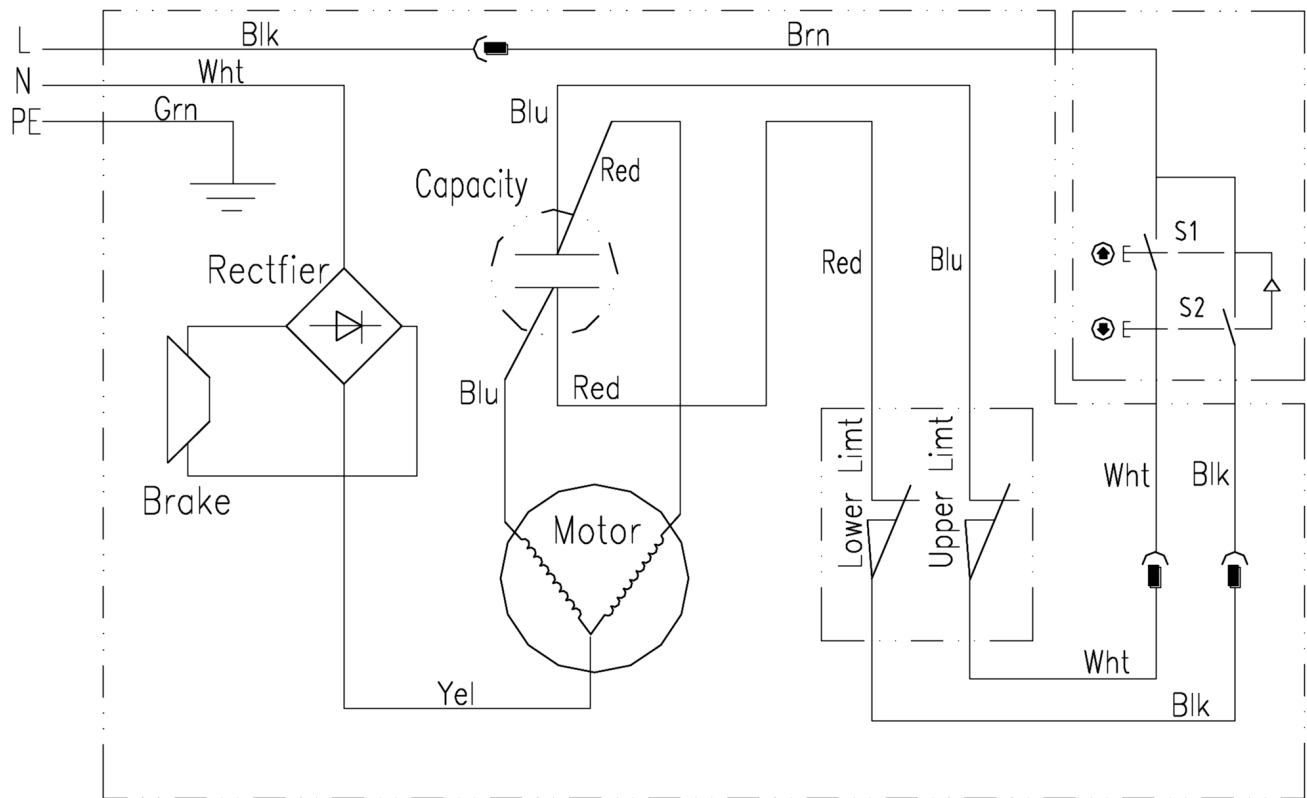 L
Blk
Brn
N
Wht
PE
Grn
Blu
Red
Capacity
Rectfier
Red
Blu
S1
S2
Blu
Red
Brake
Motor
Lower Limt
Upper Limt
Wht
Blk
Wht
Yel
Blk